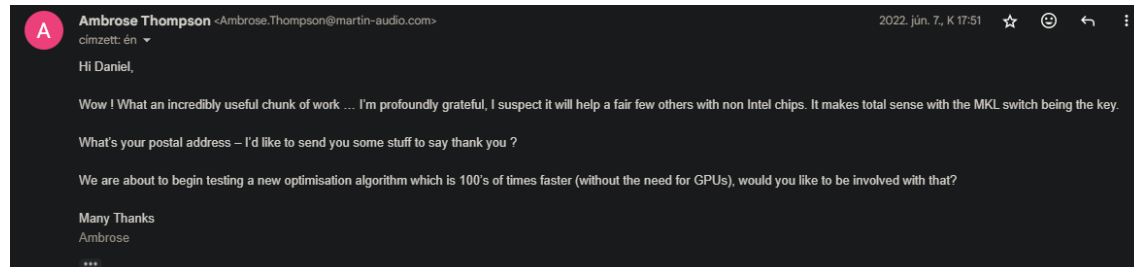 A
Ambrose Thompson <Ambrose.Thompson@martin-audio.com>
2022. jún. 7., K 17:51
címzett: én
Hi Daniel,
Wow ! What an incredibly useful chunk of work … I'm profoundly grateful, I suspect it will help a fair few others with non Intel chips. It makes total sense with the MKL switch being the key.
What's your postal address – I'd like to send you some stuff to say thank you ?
We are about to begin testing a new optimisation algorithm which is 100's of times faster (without the need for GPUs), would you like to be involved with that?
Many Thanks
Ambrose